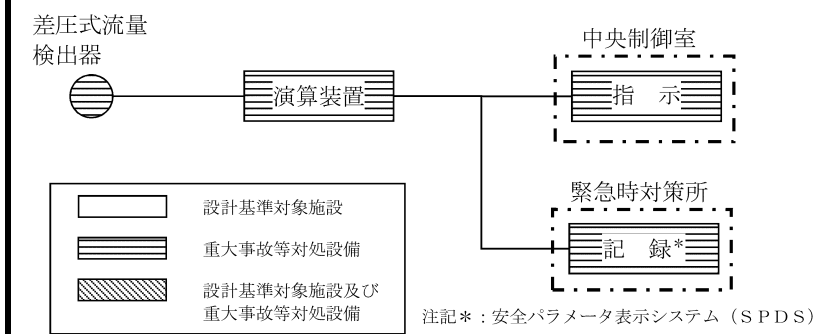 差圧式流量
検出器
演算装置
中央制御室
指　示
緊急時対策所
記　録*
設計基準対象施設
重大事故等対処設備
設計基準対象施設及び
重大事故等対処設備
注記＊：安全パラメータ表示システム（ＳＰＤＳ）